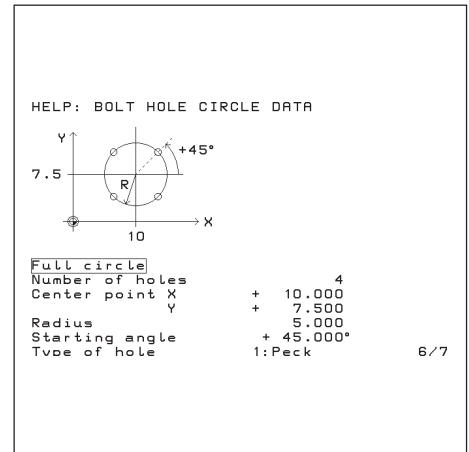 HELP: BOLT HOLE CIRCLE DATA
Y
+45°
7.5
R
X
10
Full circle
Number of holes 4
Center point X + 10.000
Y + 7.500
Radius 5.000
Starting angle + 45.000°
Type of hole 1:Peck 6/7